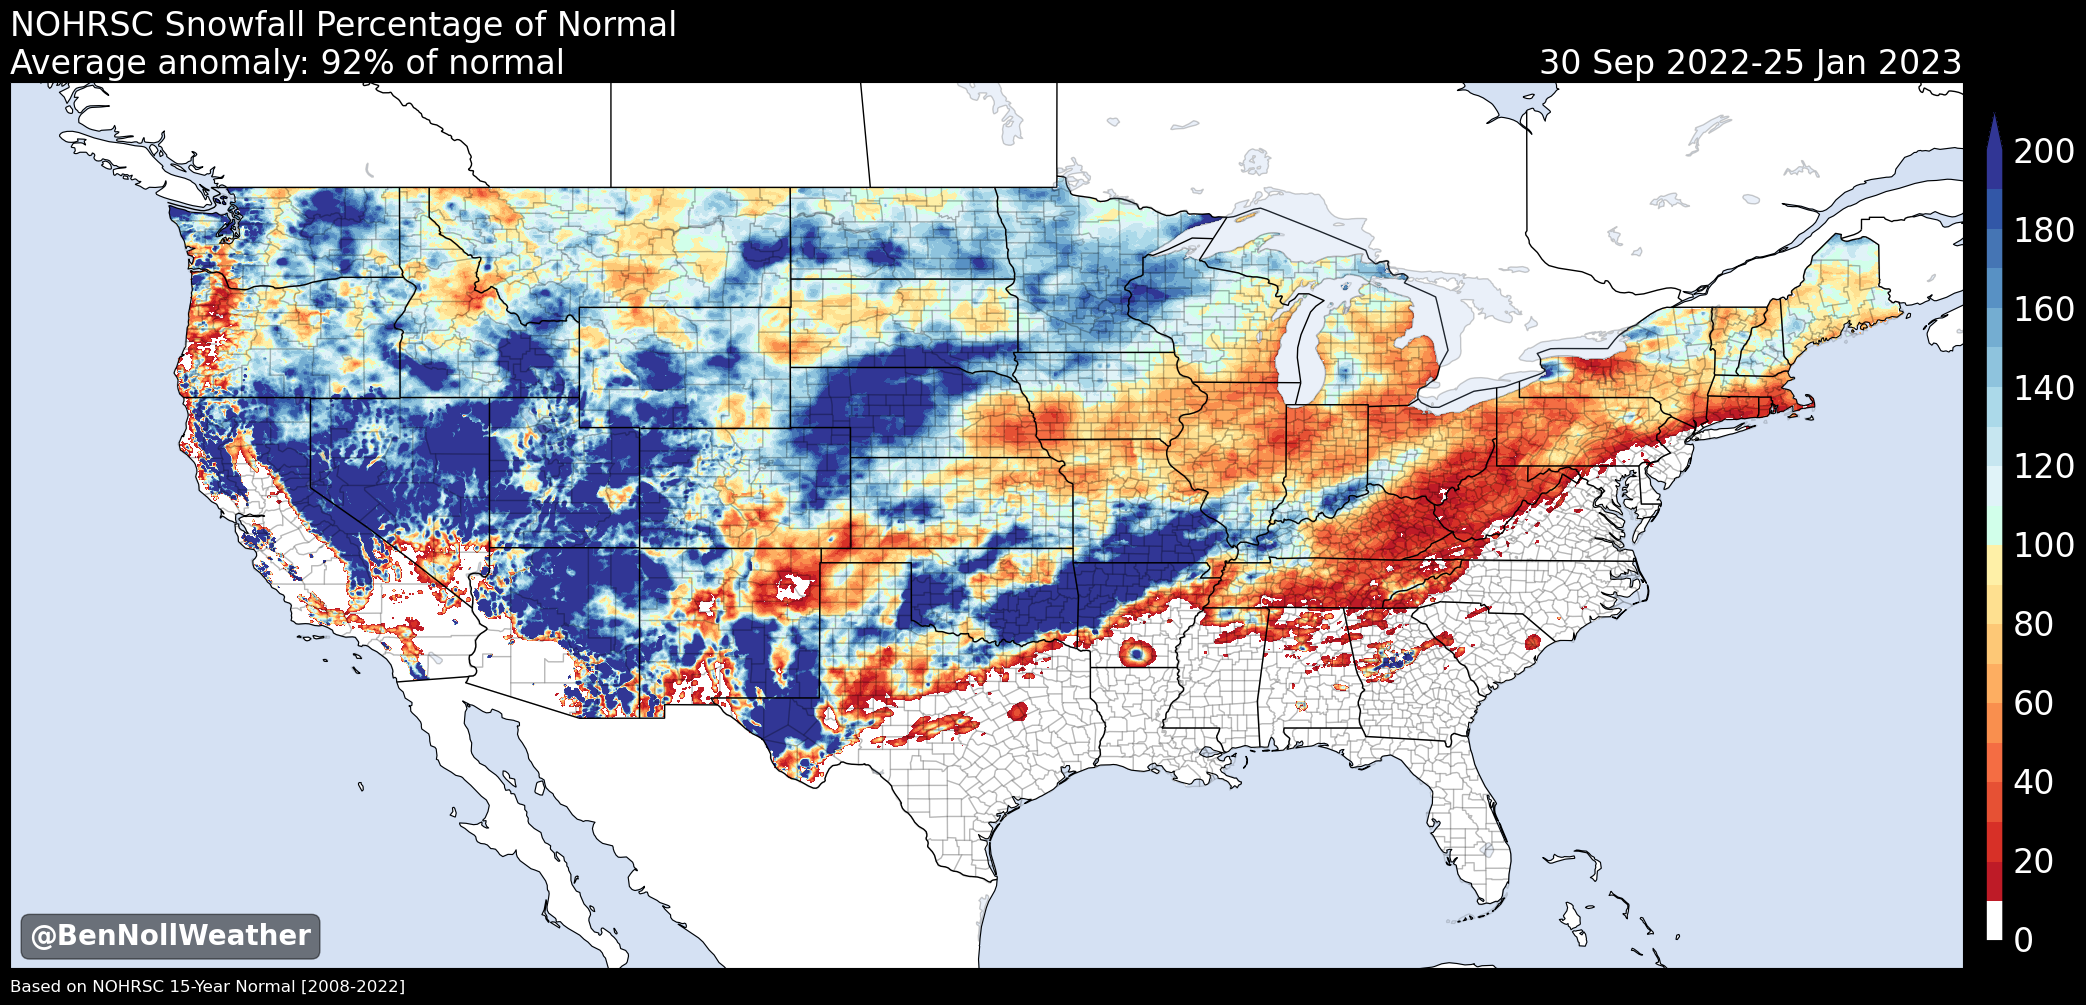 NOHRSC Snowfall Percentage of Normal
Average anomaly: 92% of normal
30 Sep 2022-25 Jan 2023
200
180
160
140
120
100
80
60
40
20
0
@BenNollWeather
Based on NOHRSC 15-Year Normal [2008-2022]